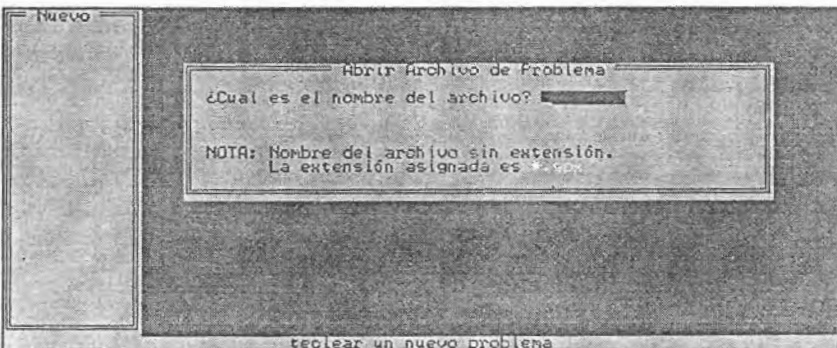 Nuevo
Abrir Archivo de Problema
¿Cual es el nombre del archivo?
NOTA: Nombre del archivo sin extensión.
La extensión asignada es
teclear un nuevo problema